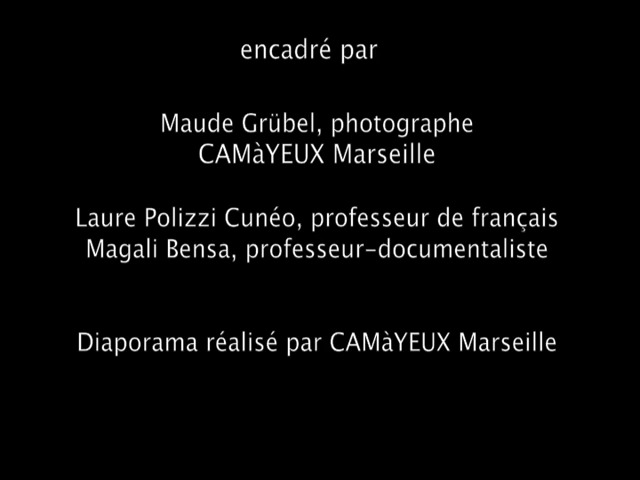 encadré par
Maude Grübel, photographe
CAMàYEUX Marseille
Laure Polizzi Cunéo, professeur de français
Magali Bensa, professeur-documentaliste
Diaporama réalisé par CAMàYEUX Marseille